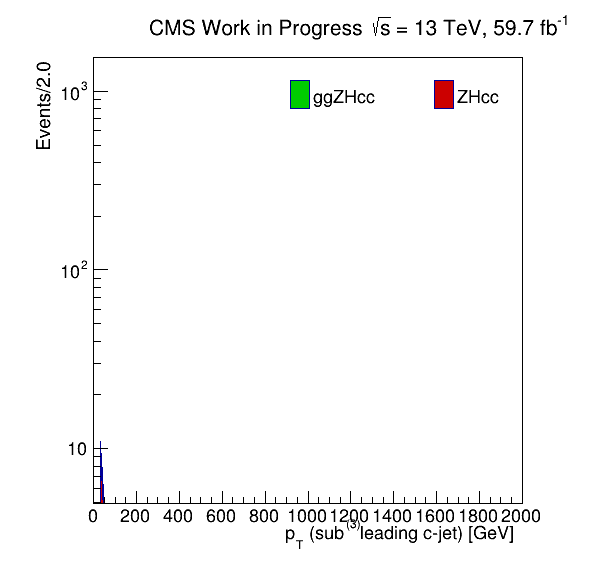 CMS Work in Progress √s = 13 TeV, 59.7 fb⁻¹
Events/2.0
10³
10²
10
ggZHcc
ZHcc
0 200 400 600 800 1000 1200 1400 1600 1800 2000
p_T (sub⁽³⁾leading c-jet) [GeV]